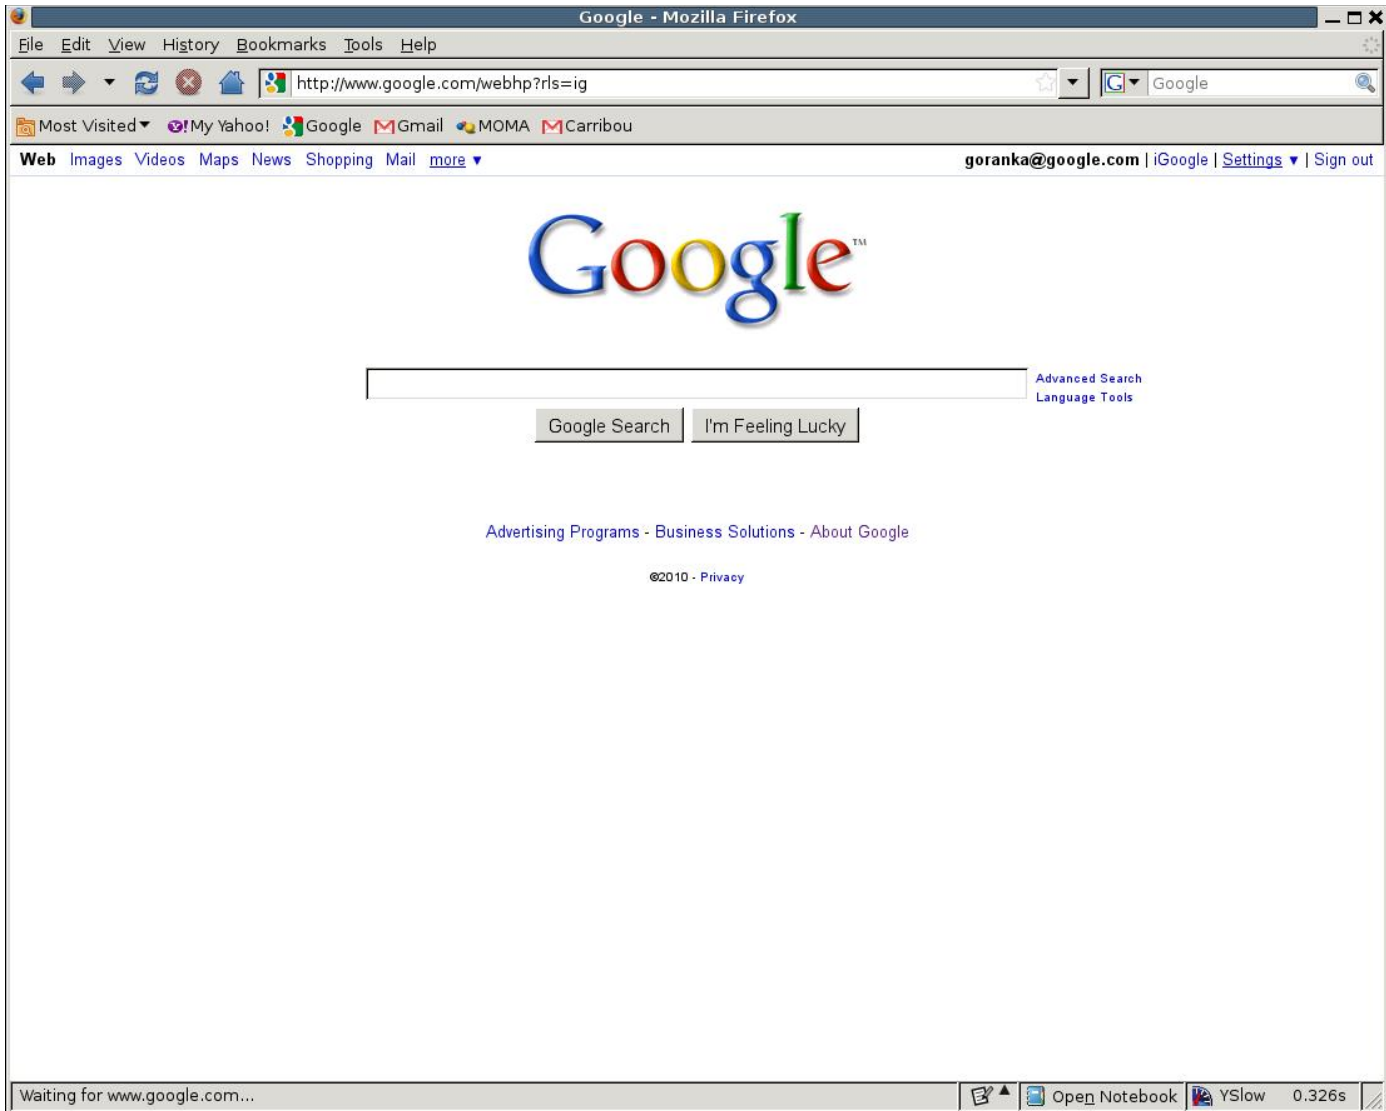 Google - Mozilla Firefox
File Edit View History Bookmarks Tools Help
http://www.google.com/webhp?rls=ig G Google
Most Visited My Yahoo! Google Gmail MOMA Carribou
Web Images Videos Maps News Shopping Mail more goranka@google.com | iGoogle | Settings | Sign out
Google™
Advanced Search
Language Tools
Google Search I'm Feeling Lucky
Advertising Programs - Business Solutions - About Google
©2010 - Privacy
Waiting for www.google.com... Open Notebook YSlow 0.326s